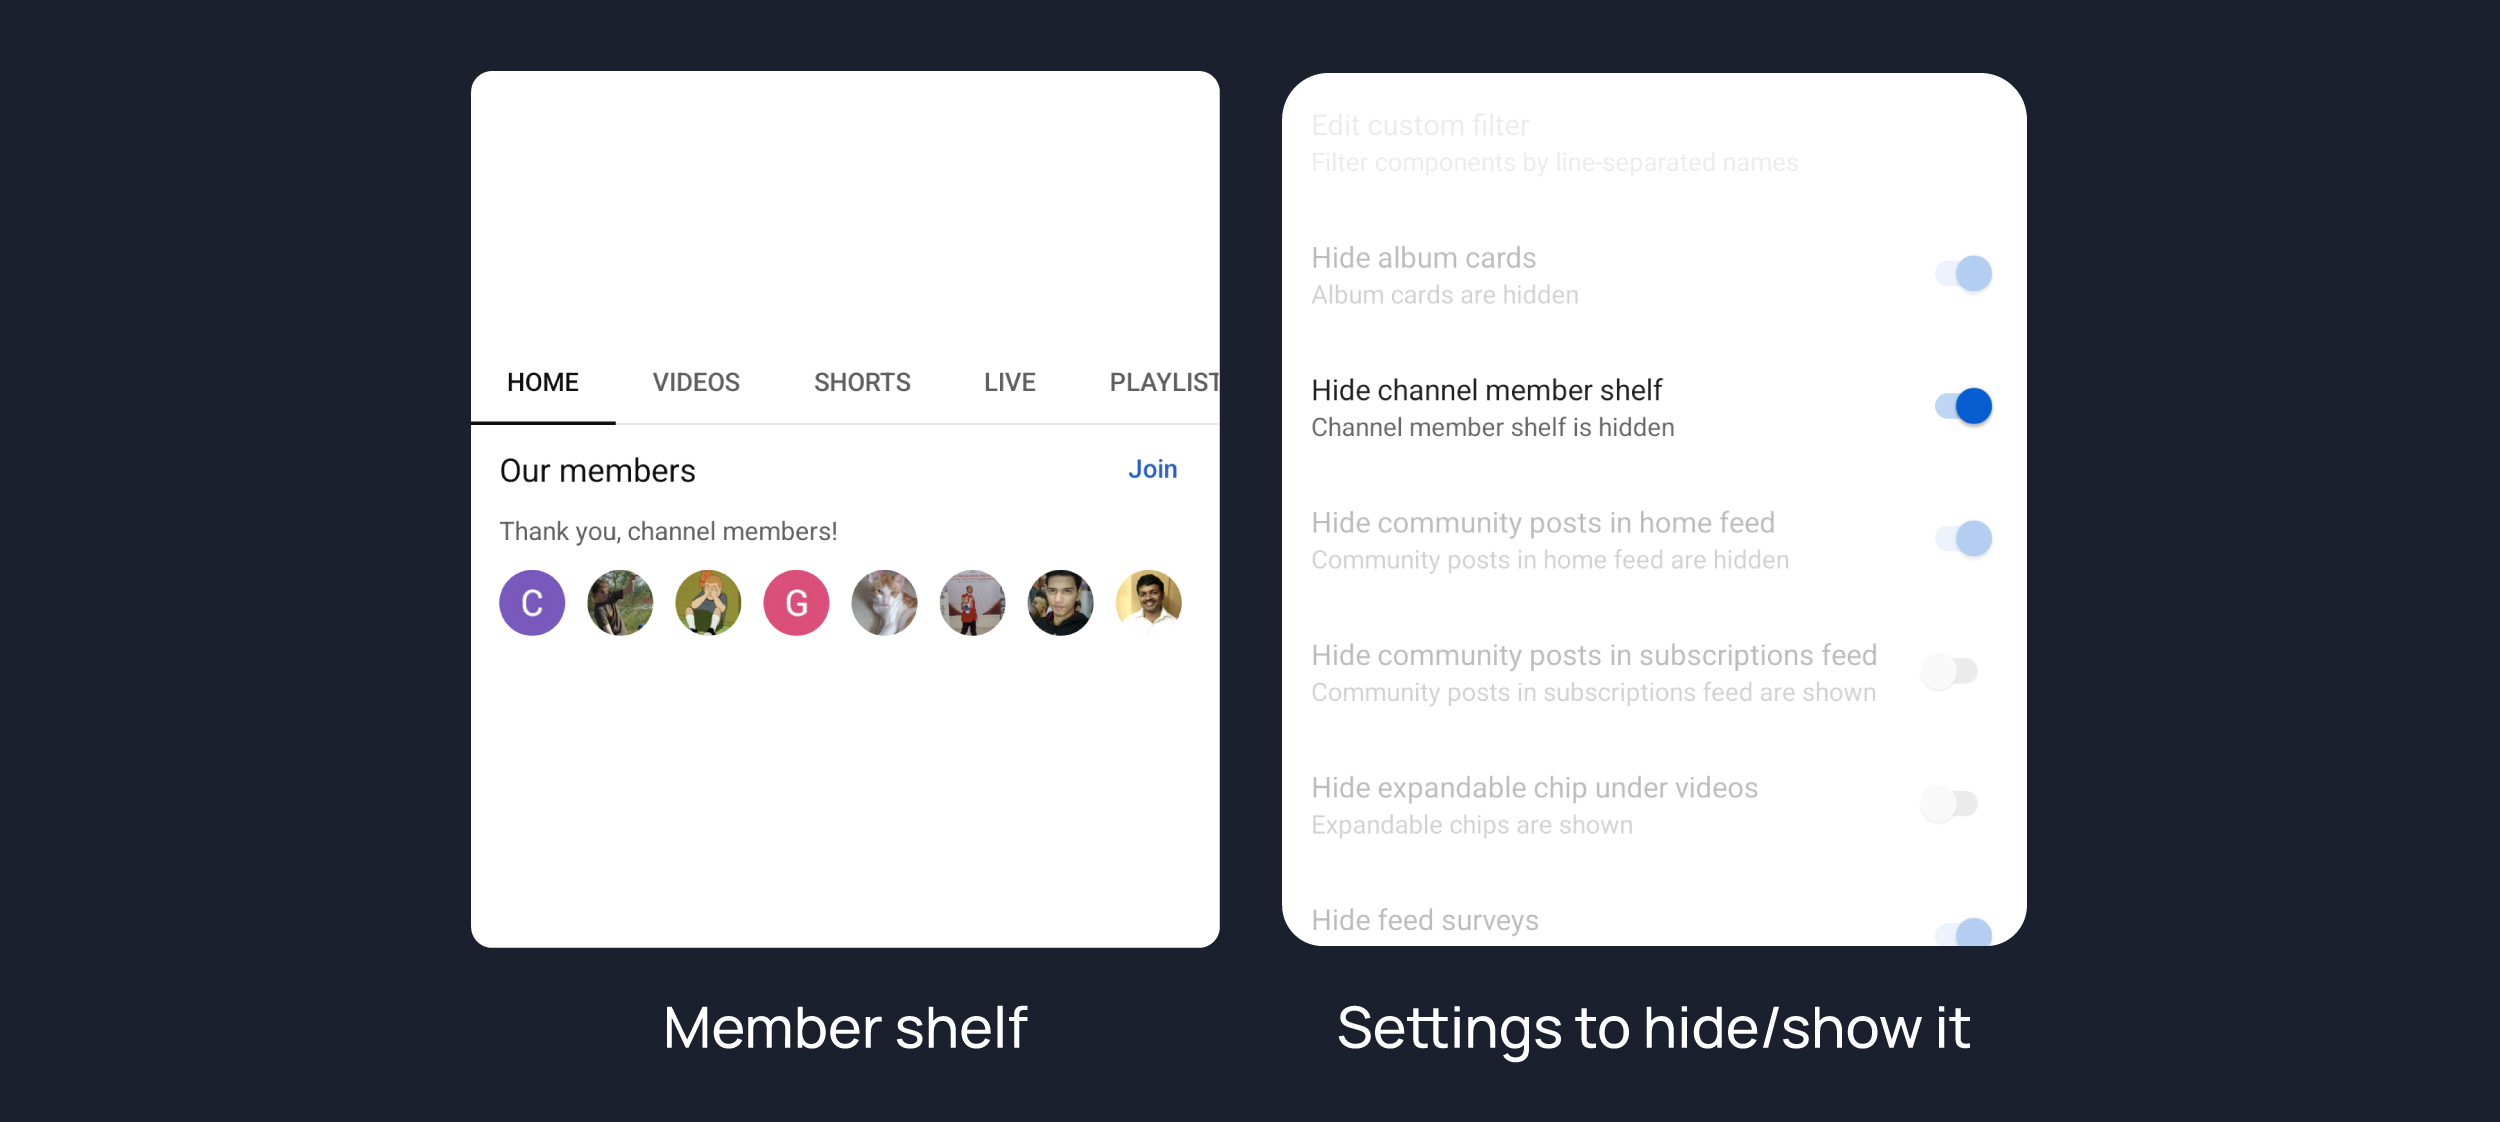 HOME VIDEOS SHORTS LIVE PLAYLIST
Our members Join
Thank you, channel members!
C G
Member shelf
Edit custom filter
Filter components by line-separated names
Hide album cards
Album cards are hidden
Hide channel member shelf
Channel member shelf is hidden
Hide community posts in home feed
Community posts in home feed are hidden
Hide community posts in subscriptions feed
Community posts in subscriptions feed are shown
Hide expandable chip under videos
Expandable chips are shown
Hide feed surveys
Settings to hide/show it